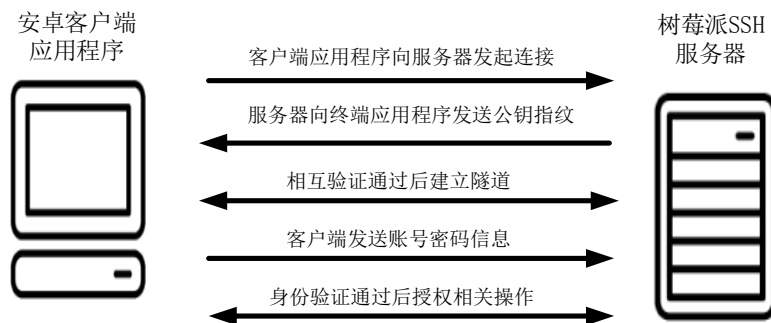 安卓客户端
应用程序
树莓派SSH
服务器
客户端应用程序向服务器发起连接
服务器向终端应用程序发送公钥指纹
相互验证通过后建立隧道
客户端发送账号密码信息
身份验证通过后授权相关操作